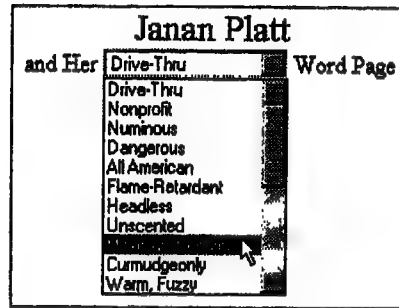 Janan Platt
and Her Drive-Thru Word Page
Drive-Thru
Nonprofit
Numinous
Dangerous
All American
Flame-Retardant
Headless
Unscented
Curmudgeonly
Warm, Fuzzy